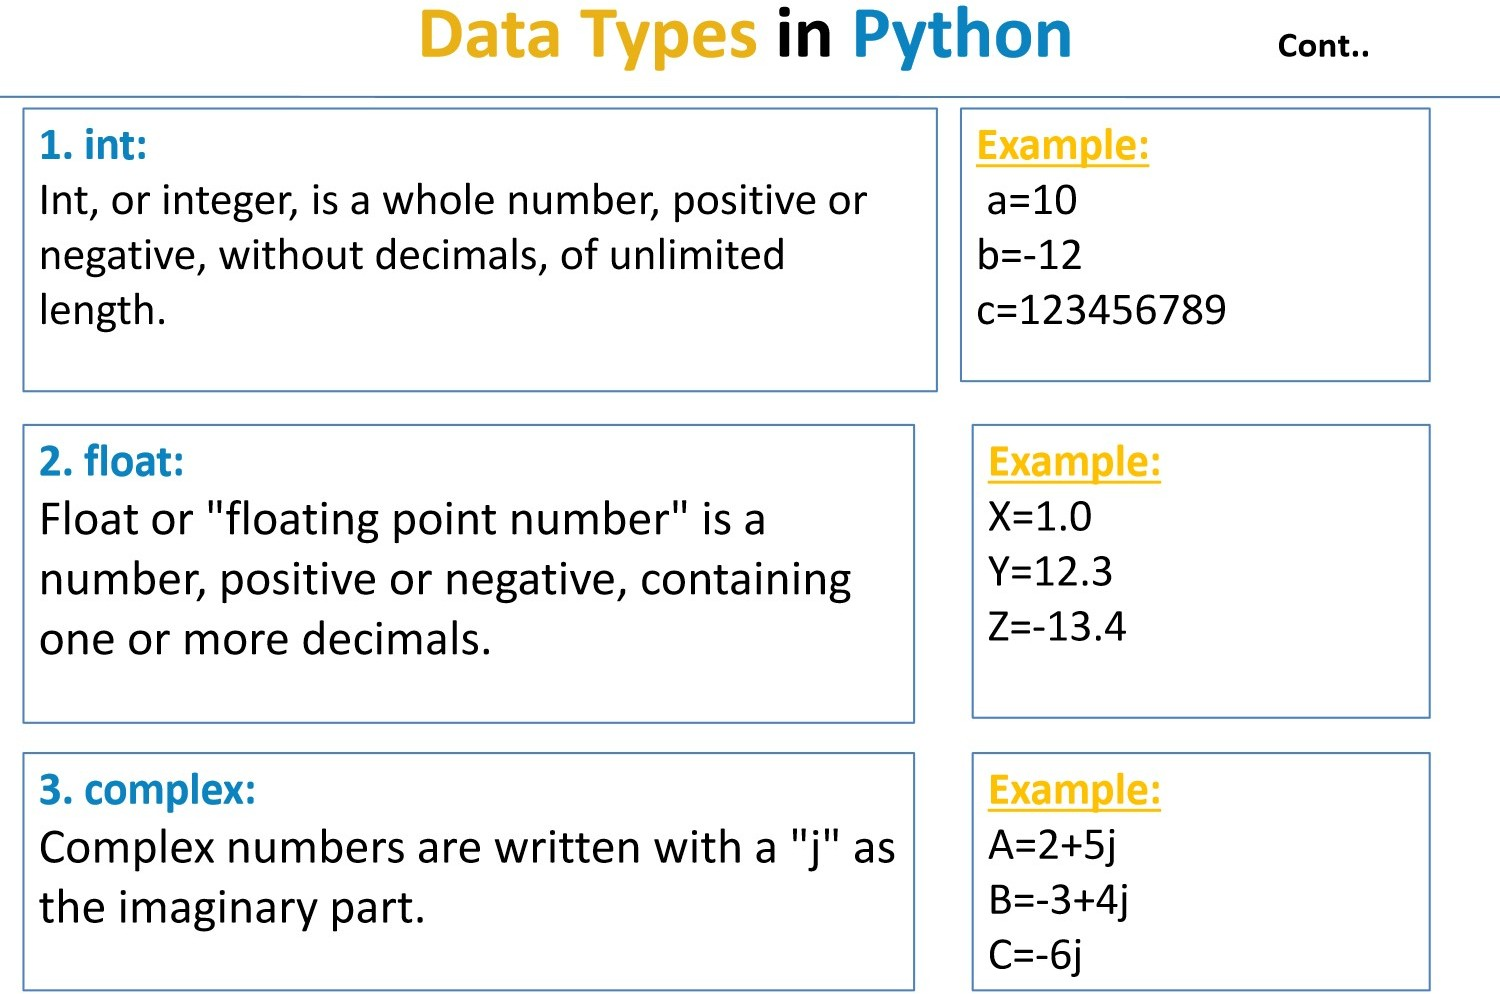 Data Types in Python
Cont..
1. int:
Int, or integer, is a whole number, positive or
negative, without decimals, of unlimited
length.
Example:
a=10
b=-12
c=123456789
2. float:
Float or "floating point number" is a
number, positive or negative, containing
one or more decimals.
Example:
X=1.0
Y=12.3
Z=-13.4
3. complex:
Complex numbers are written with a "j" as
the imaginary part.
Example:
A=2+5j
B=-3+4j
C=-6j